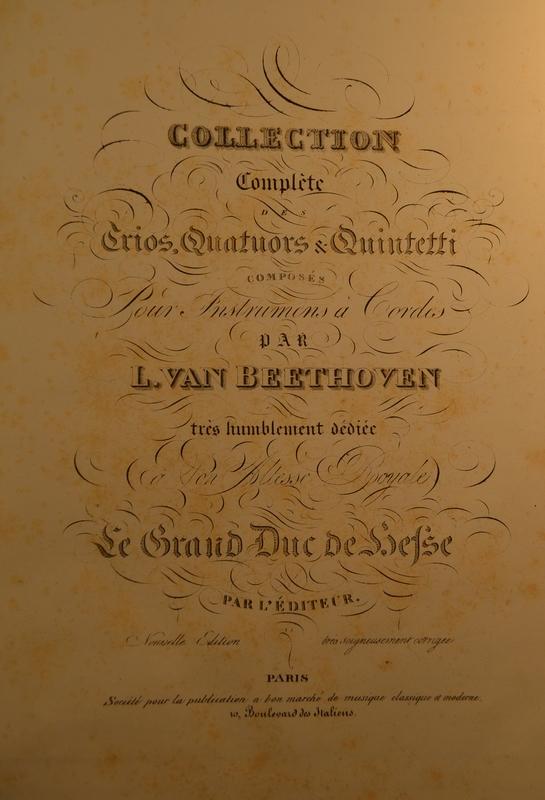 COLLECTION
Complète
DES
Trios, Quatuors & Quintetti
COMPOSÉS
Pour Instrumens à Cordes
PAR
L. VAN BEETHOVEN
très humblement dédiée
à Son Altesse Royale
Le Grand Duc de Hesse
PAR L'ÉDITEUR.
Nouvelle Edition très soigneusement corrigée
PARIS
Société pour la publication a bon marché de musique classique et moderne.
10, Boulevard des Italiens.